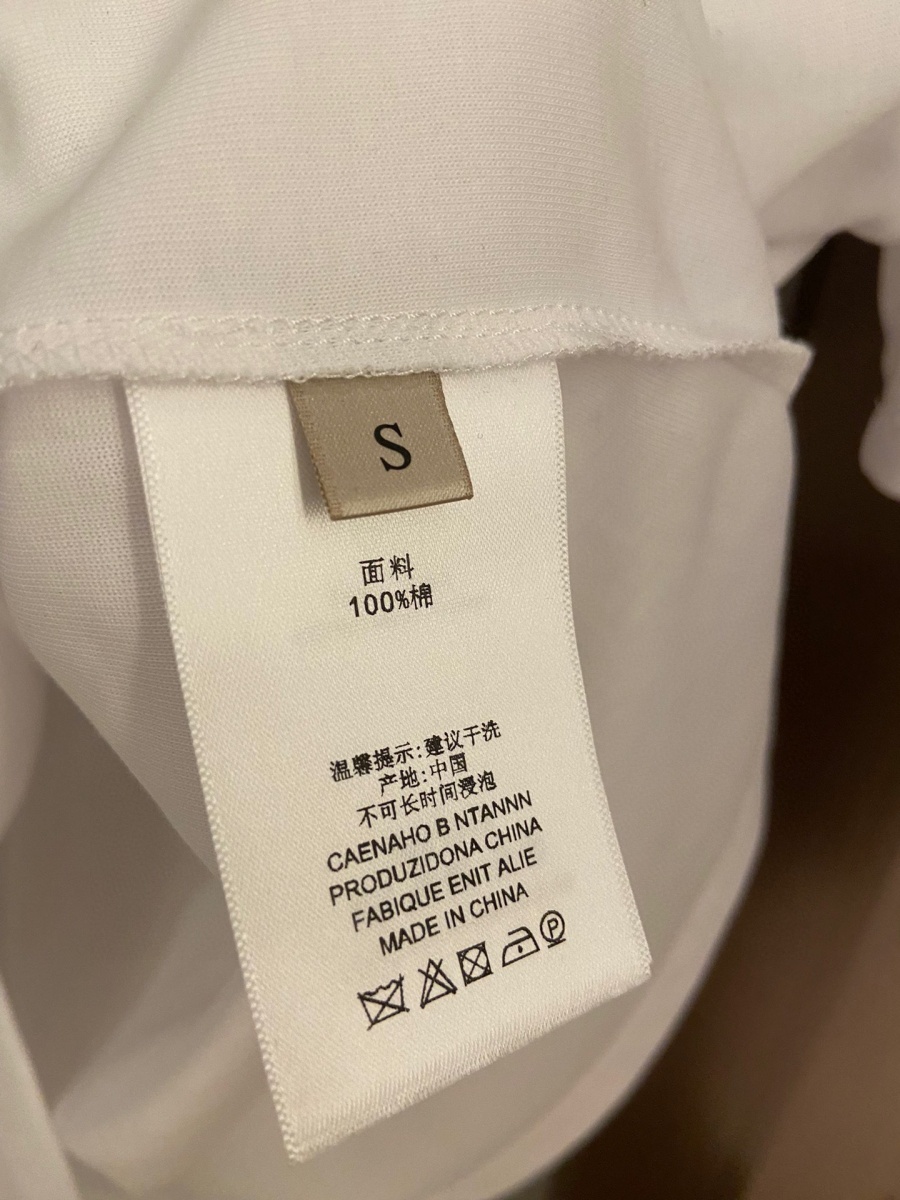 S
面料
100%棉
温馨提示:建议干洗
产地:中国
不可长时间浸泡
CAENAHO B NTANNN
PRODUZIDONA CHINA
FABIQUE ENIT ALIE
MADE IN CHINA
P